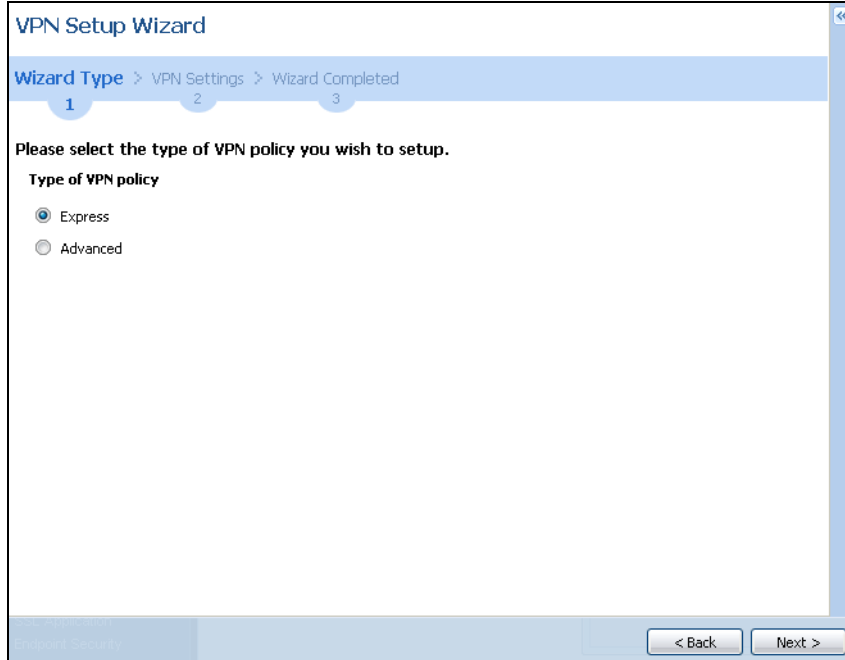 VPN Setup Wizard
«
Wizard Type > VPN Settings > Wizard Completed
1 2 3
Please select the type of VPN policy you wish to setup.
Type of VPN policy
Express
Advanced
SSL Application
Endpoint Security
< Back Next >